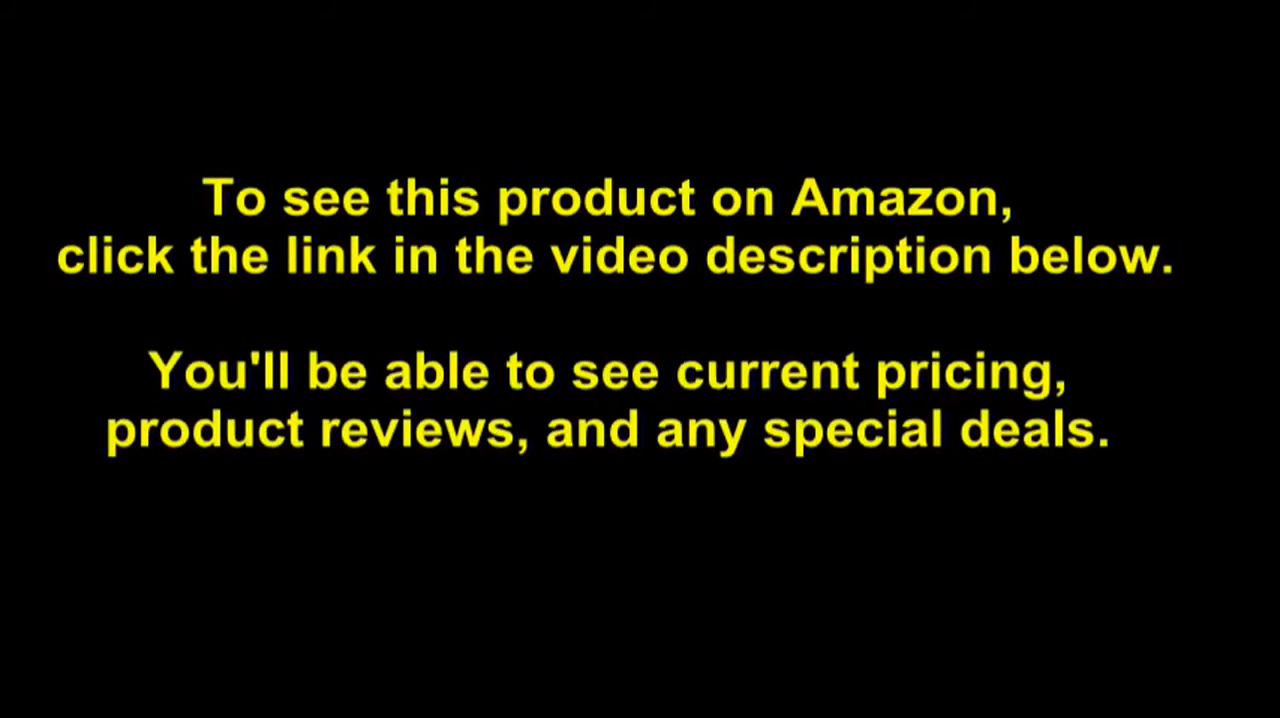 To see this product on Amazon,
click the link in the video description below.
You'll be able to see current pricing,
product reviews, and any special deals.